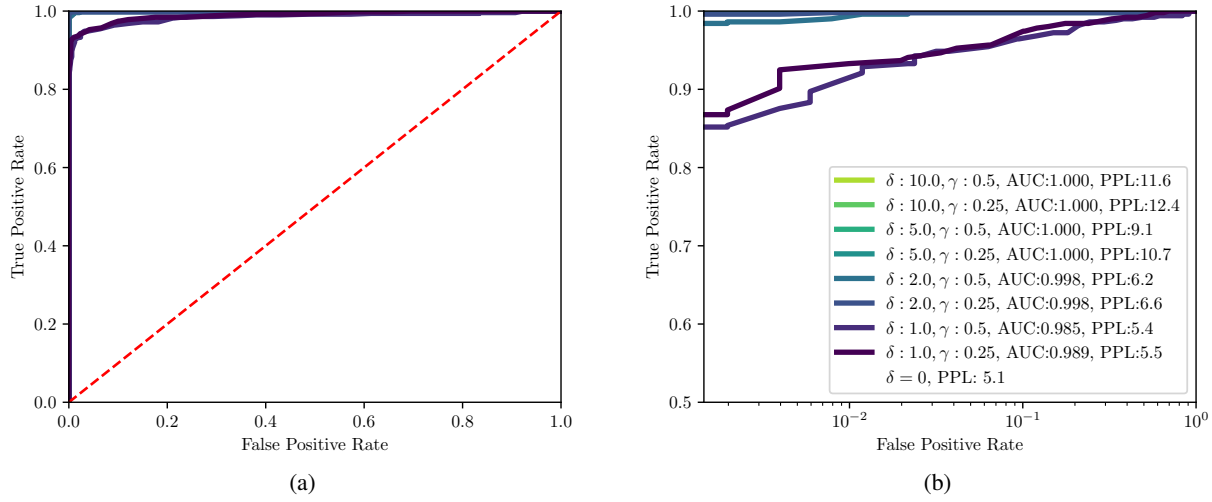 1.0
0.8
0.6
0.4
0.2
0.0
True Positive Rate
0.0 0.2 0.4 0.6 0.8 1.0
False Positive Rate
(a)
1.0
0.9
0.8
0.7
0.6
0.5
True Positive Rate
δ : 10.0, γ : 0.5, AUC:1.000, PPL:11.6
δ : 10.0, γ : 0.25, AUC:1.000, PPL:12.4
δ : 5.0, γ : 0.5, AUC:1.000, PPL:9.1
δ : 5.0, γ : 0.25, AUC:1.000, PPL:10.7
δ : 2.0, γ : 0.5, AUC:0.998, PPL:6.2
δ : 2.0, γ : 0.25, AUC:0.998, PPL:6.6
δ : 1.0, γ : 0.5, AUC:0.985, PPL:5.4
δ : 1.0, γ : 0.25, AUC:0.989, PPL:5.5
δ = 0, PPL: 5.1
10⁻² 10⁻¹ 10⁰
False Positive Rate
(b)